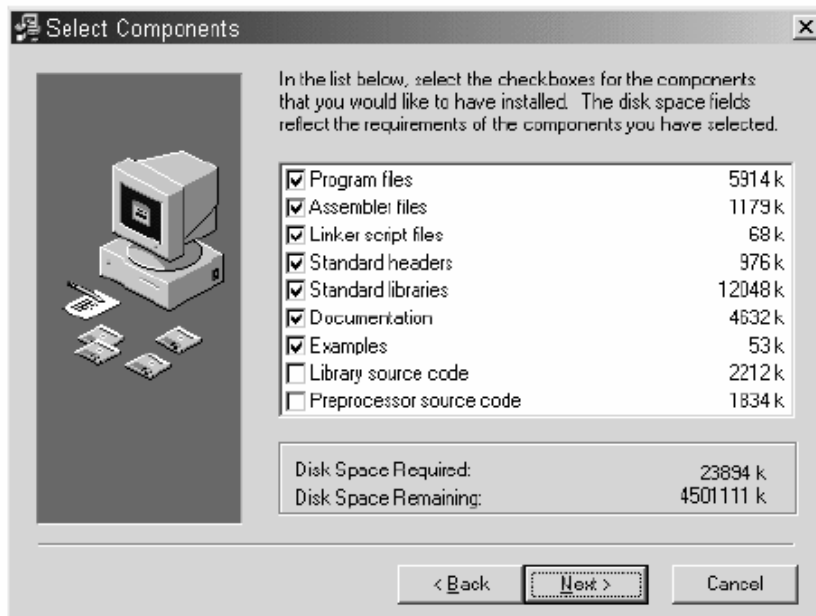 Select Components
In the list below, select the checkboxes for the components
that you would like to have installed. The disk space fields
reflect the requirements of the components you have selected.
Program files 5914 k
Assembler files 1179 k
Linker script files 68 k
Standard headers 976 k
Standard libraries 12048 k
Documentation 4632 k
Examples 53 k
Library source code 2212 k
Preprocessor source code 1834 k
Disk Space Required: 23894 k
Disk Space Remaining: 4501111 k
< Back Next > Cancel